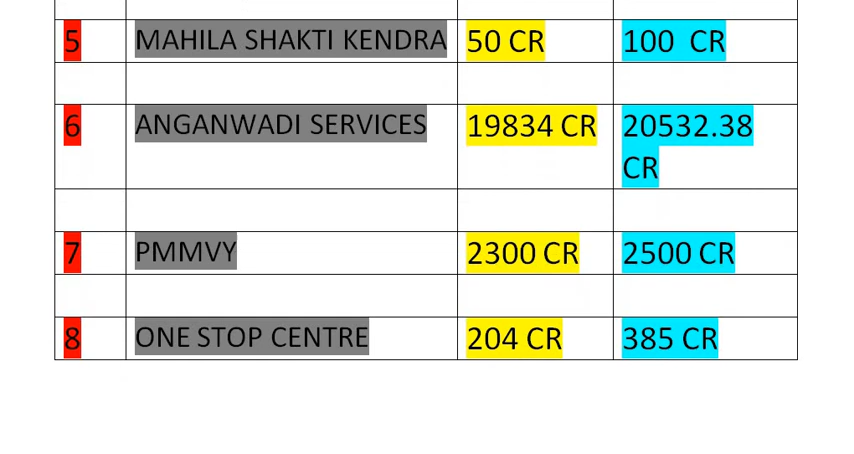 5 MAHILA SHAKTI KENDRA 50 CR 100 CR
6 ANGANWADI SERVICES 19834 CR 20532.38
CR
7 PMMVY 2300 CR 2500 CR
8 ONE STOP CENTRE 204 CR 385 CR